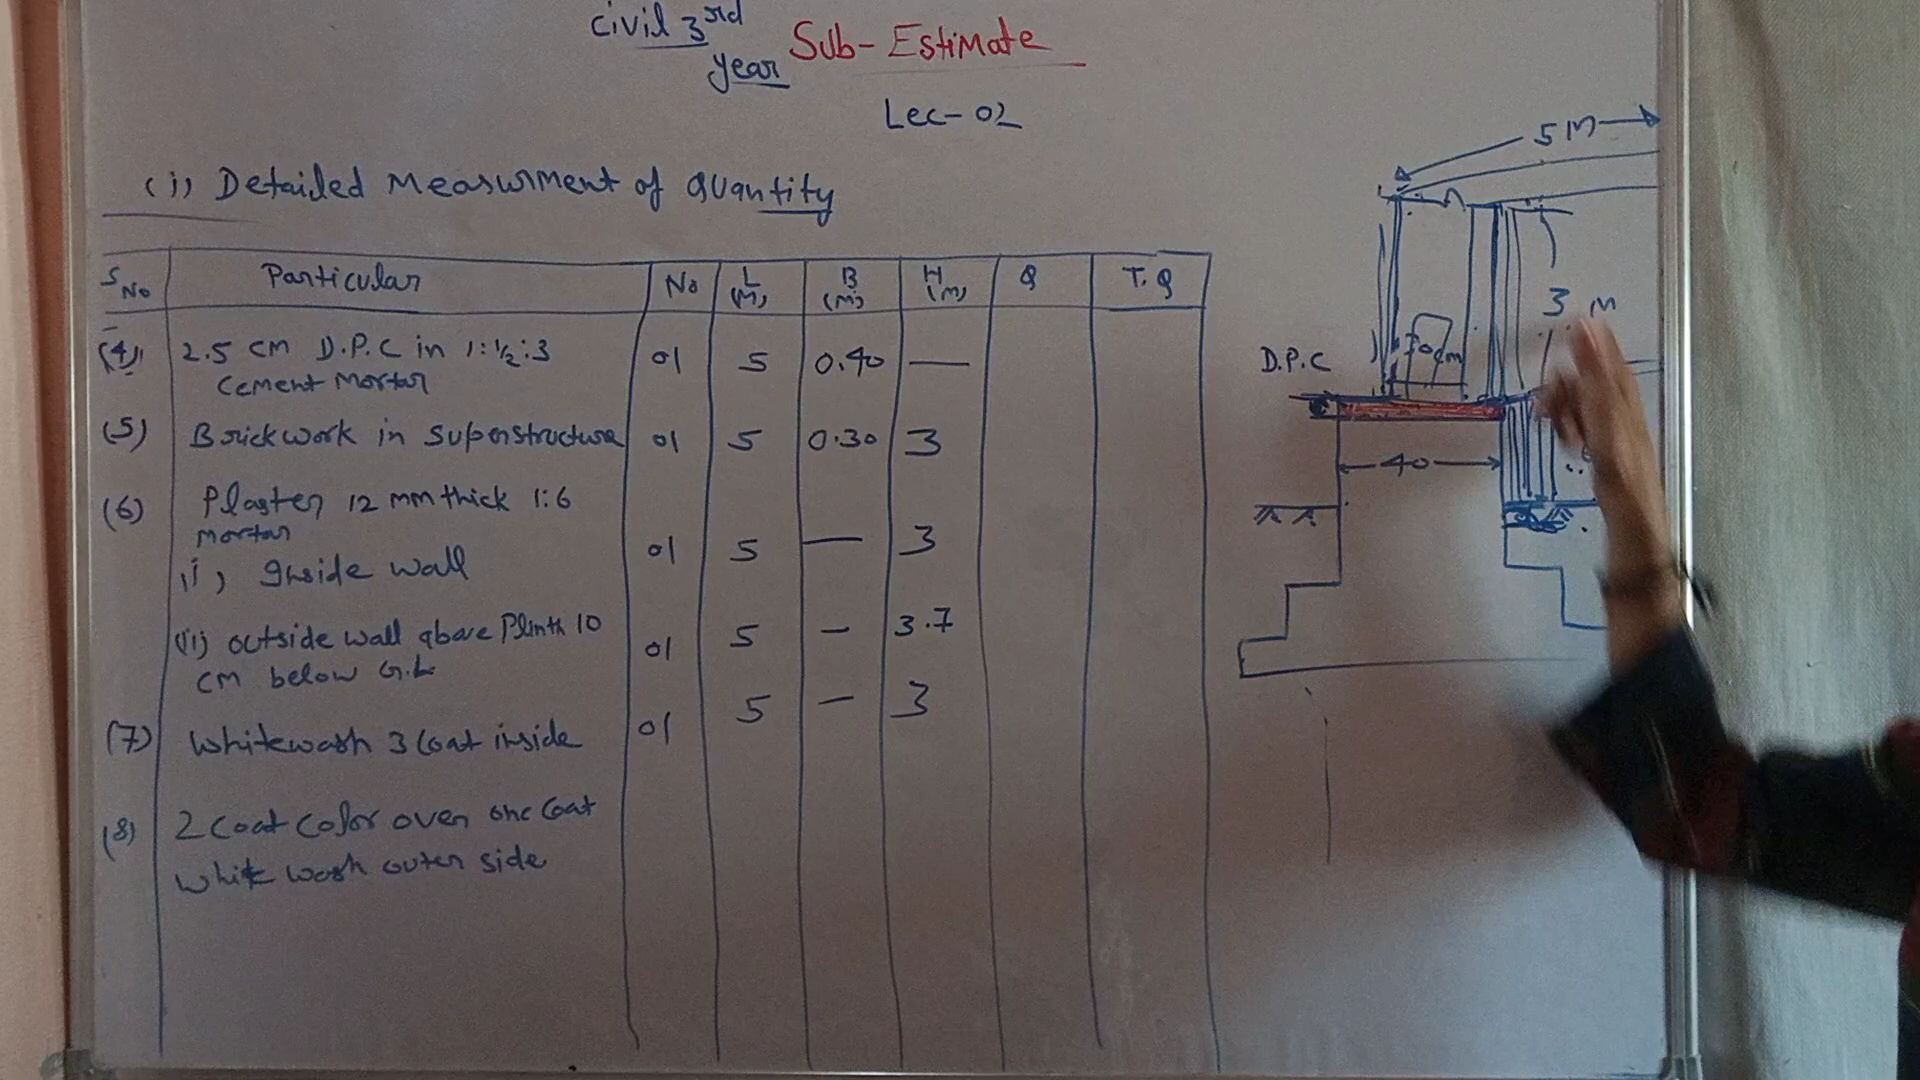 Civil 3rd
year
Sub-Estimate
Lec-02
(i) Detailed Measurment of Quantity
S No Particular No L (M) B (M) H (M) Q T.Q
(4) 2.5 cm D.P.C in 1:1/2:3 01 5 0.40 —
Cement Mortar
(5) Brickwork in Superstructure 01 5 0.30 3
(6) Plaster 12 mm thick 1:6
mortar
(i) Inside wall 01 5 — 3
(ii) outside wall above Plinth 10 01 5 — 3.7
cm below G.L
(7) Whitewash 3 Coat inside 01 5 — 3
(8) 2 Coat Color over one Coat
white wash outer side
5 M
3 m
D.P.C
40